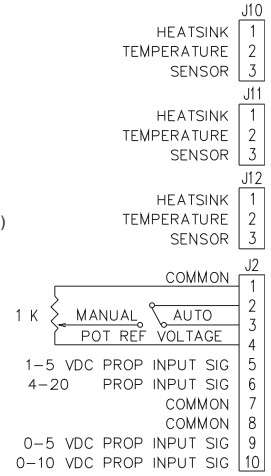 J10
HEATSINK 1
TEMPERATURE 2
SENSOR 3
J11
HEATSINK 1
TEMPERATURE 2
SENSOR 3
J12
HEATSINK 1
)
TEMPERATURE 2
SENSOR 3
J2
COMMON 1
2
1 K MANUAL AUTO 3
POT REF VOLTAGE 4
1-5 VDC PROP INPUT SIG 5
4-20 PROP INPUT SIG 6
COMMON 7
COMMON 8
0-5 VDC PROP INPUT SIG 9
0-10 VDC PROP INPUT SIG 10